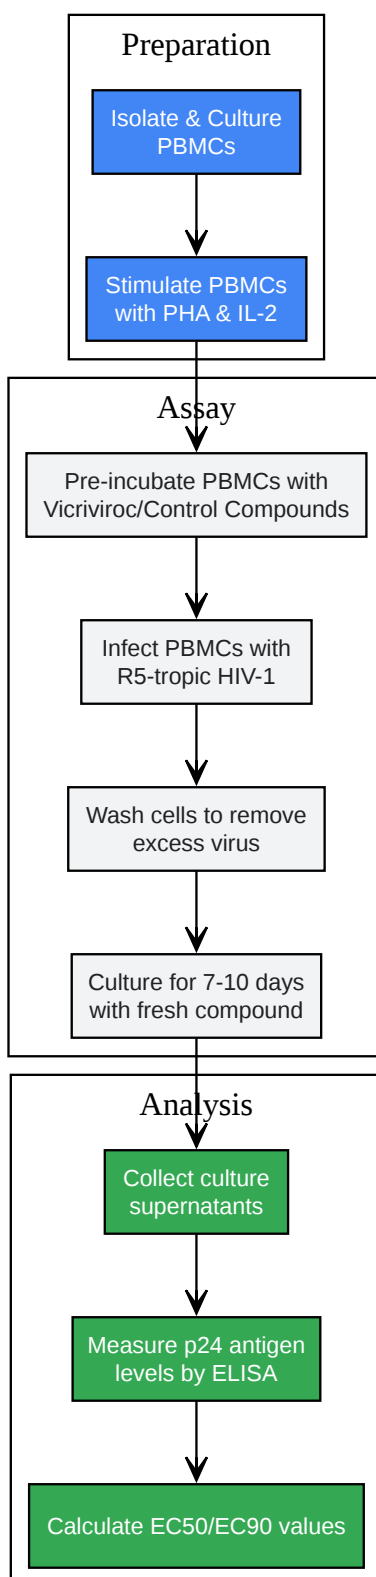 Preparation
Isolate & Culture
PBMCs
Stimulate PBMCs
with PHA & IL-2
Assay
Pre-incubate PBMCs with
Vicriviroc/Control Compounds
Infect PBMCs with
R5-tropic HIV-1
Wash cells to remove
excess virus
Culture for 7-10 days
with fresh compound
Analysis
Collect culture
supernatants
Measure p24 antigen
levels by ELISA
Calculate EC50/EC90 values